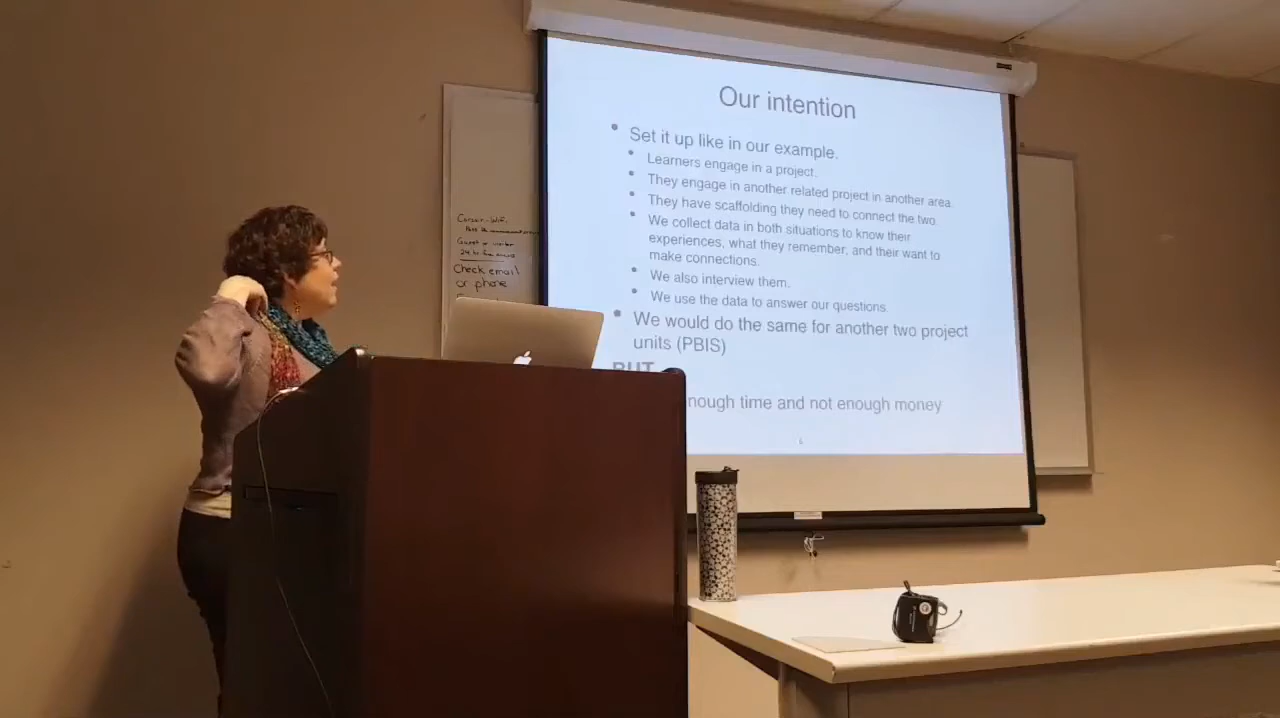 Our intention
• Set it up like in our example.
• Learners engage in a project.
• They engage in another related project in another area.
• They have scaffolding they need to connect the two.
• We collect data in both situations to know their
experiences, what they remember, and their want to
make connections.
• We also interview them.
• We use the data to answer our questions.
• We would do the same for another two project
units (PBIS)
BUT
enough time and not enough money
Check email
or phone